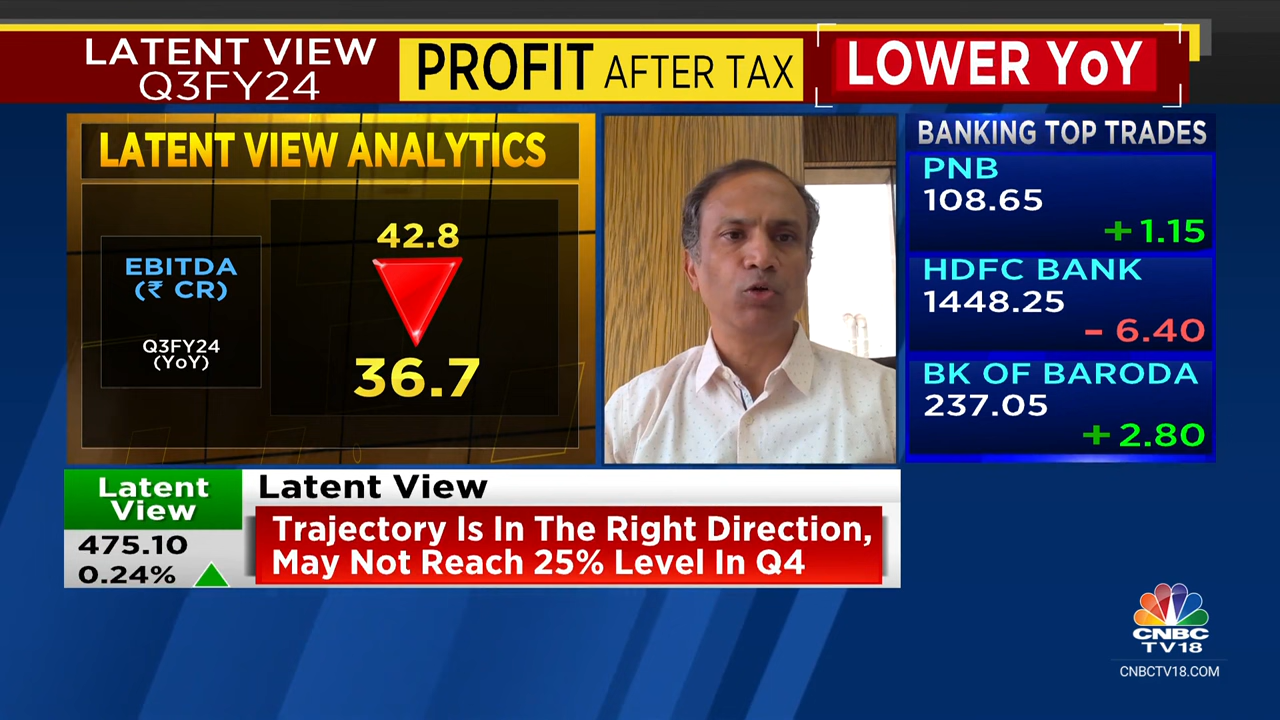 LATENT VIEW
Q3FY24
PROFIT AFTER TAX
LOWER YoY
LATENT VIEW ANALYTICS
EBITDA
(₹ CR)
Q3FY24
(YoY)
42.8
36.7
BANKING TOP TRADES
PNB
108.65
+1.15
HDFC BANK
1448.25
- 6.40
BK OF BARODA
237.05
+2.80
Latent
View
475.10
0.24%
Latent View
Trajectory Is In The Right Direction,
May Not Reach 25% Level In Q4
CNBC
TV18
CNBCTV18.COM